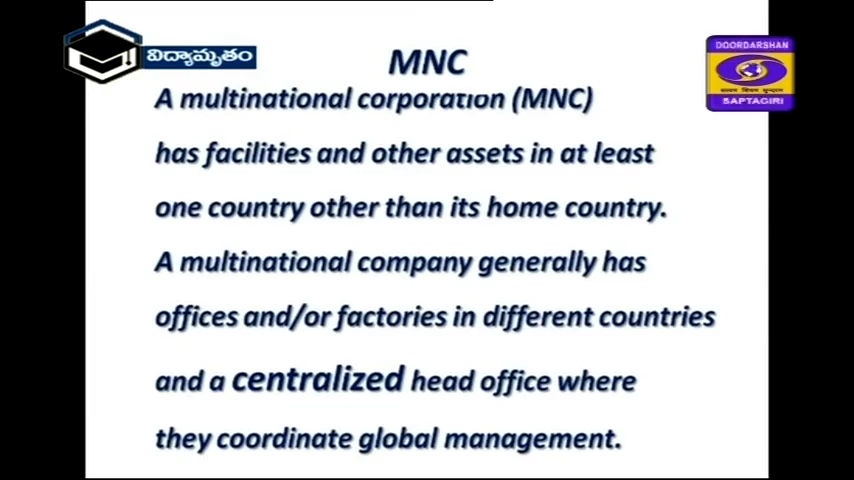 విద్యామృతం
DOORDARSHAN
SAPTAGIRI
MNC
A multinational corporation (MNC)
has facilities and other assets in at least
one country other than its home country.
A multinational company generally has
offices and/or factories in different countries
and a centralized head office where
they coordinate global management.